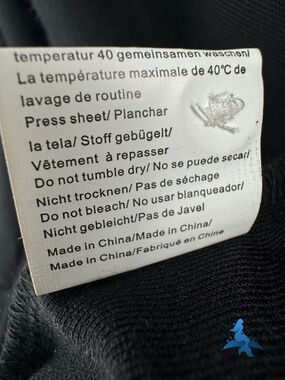 temperatur 40 gemeinsamen waschen/
La température maximale de 40°C de
lavage de routine
Press sheet/ Planchar
la tela/ Stoff gebügelt/
Vêtement à repasser
Do not tumble dry/ No se puede secar/
Nicht trocknen/ Pas de séchage
Do not bleach/ No usar blanqueador/
Nicht gebleicht/Pas de Javel
Made in China/Made in China/
Made in China/Fabriqué en Chine